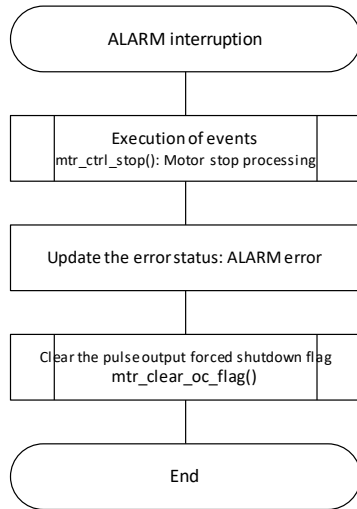 ALARM interruption
Execution of events
mtr_ctrl_stop(): Motor stop processing
Update the error status: ALARM error
Clear the pulse output forced shutdown flag
mtr_clear_oc_flag()
End